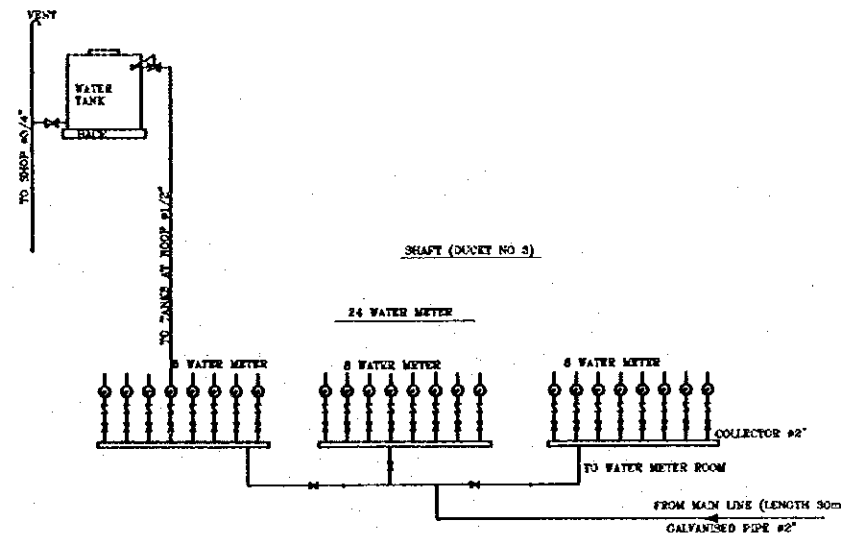 VENT
WATER
TANK
BACK
TO SHOP ø3/4"
TO TANKS AT ROOF ø1/2"
SHAFT (DUCKT NO 3)
24 WATER METER
8 WATER METER
8 WATER METER
8 WATER METER
COLLECTOR ø2"
TO WATER METER ROOM
FROM MAIN LINE (LENGTH 30m
GALVANISED PIPE ø2"